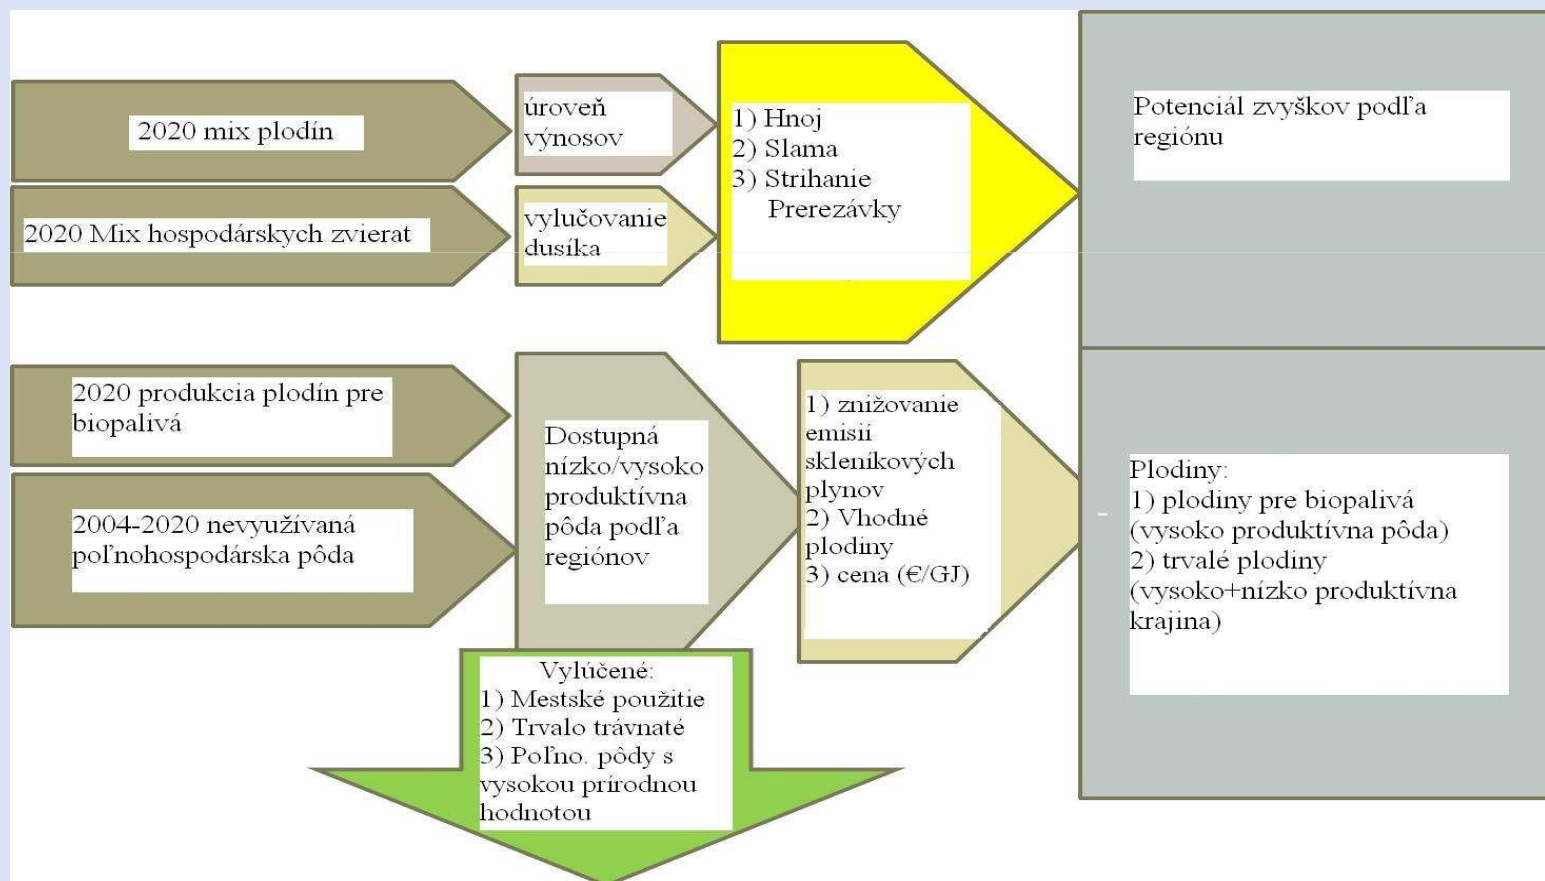 2020 mix plodín
úroveň
výnosov
1) Hnoj
2) Slama
3) Strihanie
Prerezávky
Potenciál zvyškov podľa
regiónu
2020 Mix hospodárskych zvierat
vylučovanie
dusíka
2020 produkcia plodín pre
biopalivá
2004-2020 nevyužívaná
poľnohospodárska pôda
Dostupná
nízko/vysoko
produktívna
pôda podľa
regiónov
1) znižovanie
emisií
skleníkových
plynov
2) Vhodné
plodiny
3) cena (€/GJ)
-
Plodiny:
1) plodiny pre biopalivá
(vysoko produktívna pôda)
2) trvalé plodiny
(vysoko+nízko produktívna
krajina)
Vylúčené:
1) Mestské použitie
2) Trvalo trávnaté
3) Poľno. pôdy s
vysokou prírodnou
hodnotou